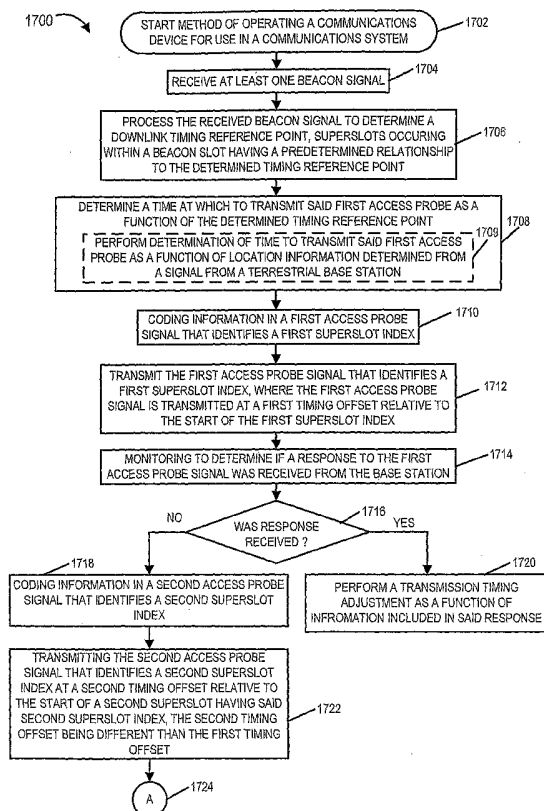 1700
START METHOD OF OPERATING A COMMUNICATIONS
DEVICE FOR USE IN A COMMUNICATIONS SYSTEM
1702
RECEIVE AT LEAST ONE BEACON SIGNAL
1704
PROCESS THE RECEIVED BEACON SIGNAL TO DETERMINE A
DOWNLINK TIMING REFERENCE POINT, SUPERSLOTS OCCURING
WITHIN A BEACON SLOT HAVING A PREDETERMINED RELATIONSHIP
TO THE DETERMINED TIMING REFERENCE POINT
1706
DETERMINE A TIME AT WHICH TO TRANSMIT SAID FIRST ACCESS PROBE AS A
FUNCTION OF THE DETERMINED TIMING REFERENCE POINT
1709
PERFORM DETERMINATION OF TIME TO TRANSMIT SAID FIRST ACCESS
PROBE AS A FUNCTION OF LOCATION INFORMATION DETERMINED FROM
A SIGNAL FROM A TERRESTRIAL BASE STATION
1708
CODING INFORMATION IN A FIRST ACCESS PROBE
SIGNAL THAT IDENTIFIES A FIRST SUPERSLOT INDEX
1710
TRANSMIT THE FIRST ACCESS PROBE SIGNAL THAT IDENTIFIES A
FIRST SUPERSLOT INDEX, WHERE THE FIRST ACCESS PROBE
SIGNAL IS TRANSMITTED AT A FIRST TIMING OFFSET RELATIVE TO
THE START OF THE FIRST SUPERSLOT INDEX
1712
MONITORING TO DETERMINE IF A RESPONSE TO THE FIRST
ACCESS PROBE SIGNAL WAS RECEIVED FROM THE BASE STATION
1714
WAS RESPONSE
RECEIVED ?
1716
NO
YES
1718
CODING INFORMATION IN A SECOND ACCESS PROBE
SIGNAL THAT IDENTIFIES A SECOND SUPERSLOT
INDEX
1720
PERFORM A TRANSMISSION TIMING
ADJUSTMENT AS A FUNCTION OF
INFROMATION INCLUDED IN SAID RESPONSE
TRANSMITTING THE SECOND ACCESS PROBE
SIGNAL THAT IDENTIFIES A SECOND SUPERSLOT
INDEX AT A SECOND TIMING OFFSET RELATIVE TO
THE START OF A SECOND SUPERSLOT HAVING SAID
SECOND SUPERSLOT INDEX, THE SECOND TIMING
OFFSET BEING DIFFERENT THAN THE FIRST TIMING
OFFSET
1722
A
1724